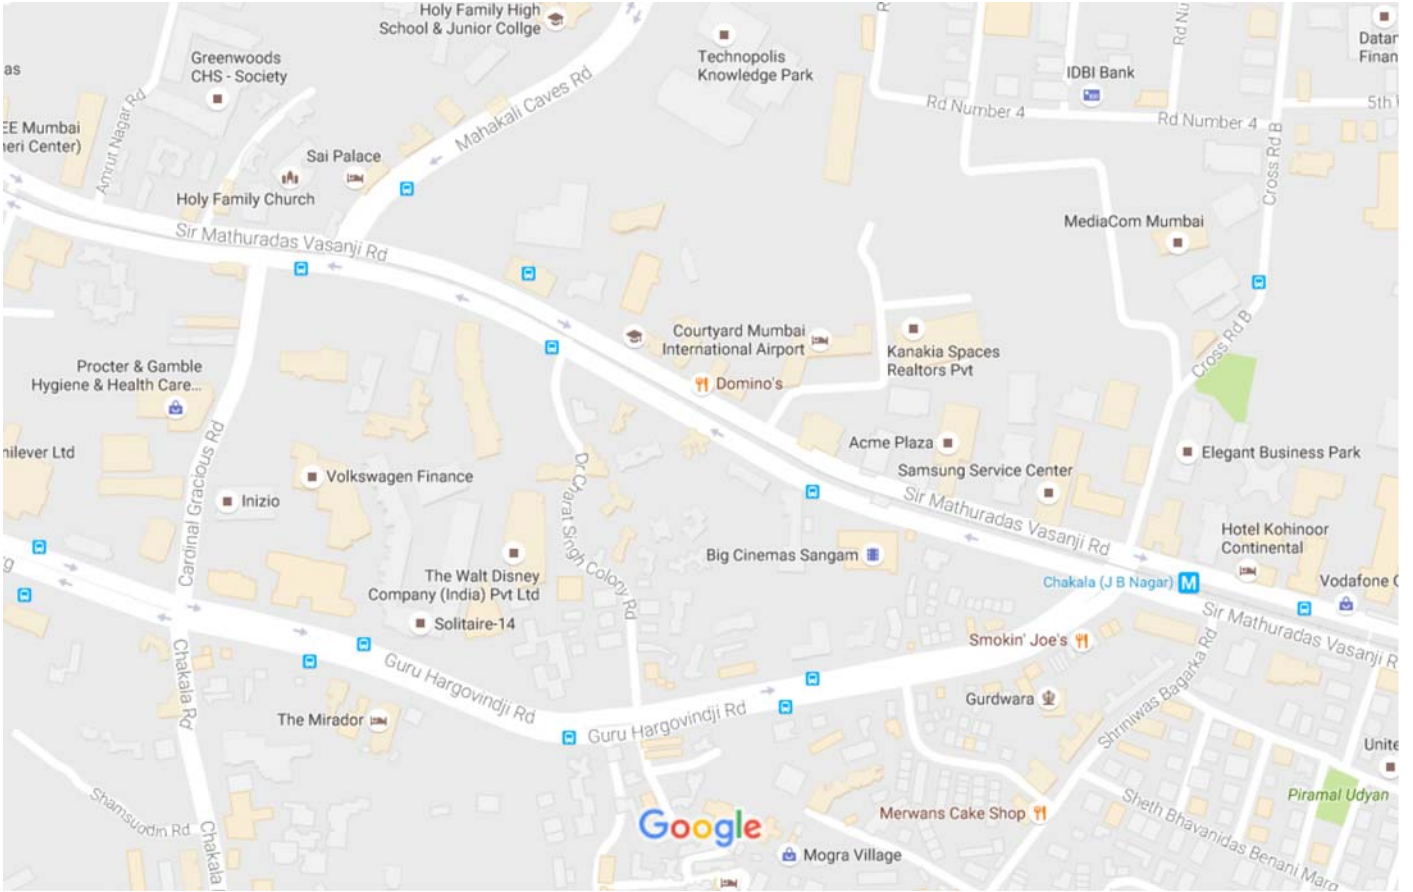 Holy Family High
School & Junior Collge
Greenwoods
CHS - Society
Technopolis
Knowledge Park
Mahakali Caves Rd
IDBI Bank
Datar
Finan
Rd Nu
R
as
Rd Number 4
Rd Number 4
5th
EE Mumbai
neri Center)
Amrut Nagar Rd
Sai Palace
Holy Family Church
Cross Rd B
MediaCom Mumbai
Sir Mathuradas Vasanji Rd
Courtyard Mumbai
International Airport
Kanakia Spaces
Realtors Pvt
Cross Rd B
Procter & Gamble
Hygiene & Health Care...
Domino's
Acme Plaza
nilever Ltd
Cardinal Gracious Rd
Volkswagen Finance
Samsung Service Center
Elegant Business Park
Inizio
Dr Charat Singh Colony Rd
Sir Mathuradas Vasanji Rd
Hotel Kohinoor
Continental
Big Cinemas Sangam
The Walt Disney
Company (India) Pvt Ltd
Chakala (J B Nagar)
M
Vodafone C
g
Solitaire-14
Sir Mathuradas Vasanji R
Smokin' Joe's
Chakala Rd
Guru Hargovindji Rd
Guru Hargovindji Rd
Gurdwara
Shriniwas Bagarka Rd
The Mirador
Unite
Piramal Udyan
Shamsuodin Rd
Merwans Cake Shop
Sheth Bhavanidas Benani Marg
Chakala
Google
Mogra Village